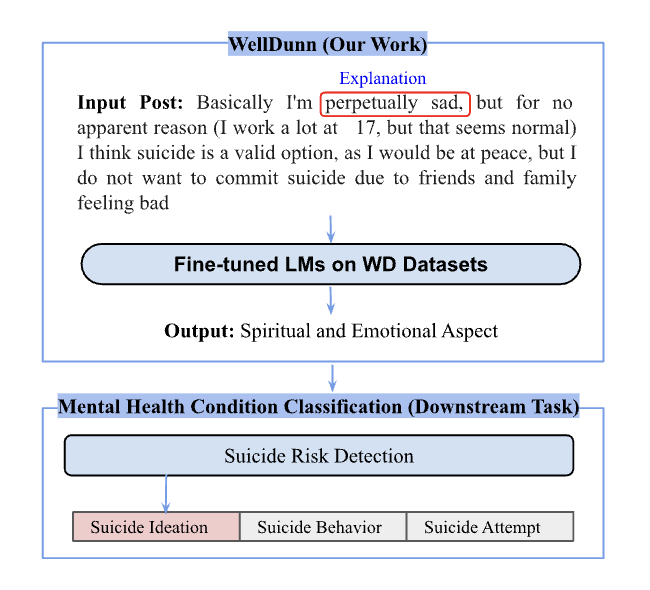 WellDunn (Our Work)
Explanation
Input Post: Basically I'm perpetually sad, but for no
apparent reason (I work a lot at 17, but that seems normal)
I think suicide is a valid option, as I would be at peace, but I
do not want to commit suicide due to friends and family
feeling bad
Fine-tuned LMs on WD Datasets
Output: Spiritual and Emotional Aspect
Mental Health Condition Classification (Downstream Task)
Suicide Risk Detection
Suicide Ideation Suicide Behavior Suicide Attempt